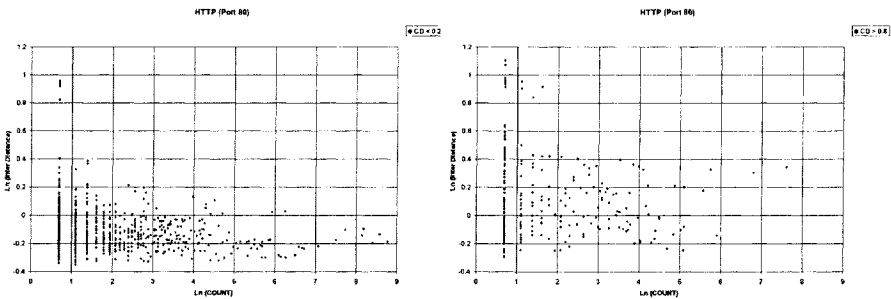 HTTP (Port 80)
CD < 0.2
1.2
1
0.8
0.6
0.4
0.2
0
-0.2
-0.4
Ln (Inter Distance)
0 1 2 3 4 5 6 7 8 9
Ln (COUNT)
HTTP (Port 80)
CD > 0.8
1.2
1
0.8
0.6
0.4
0.2
0
-0.2
-0.4
Ln (Inter Distance)
0 1 2 3 4 5 6 7 8 9
Ln (COUNT)